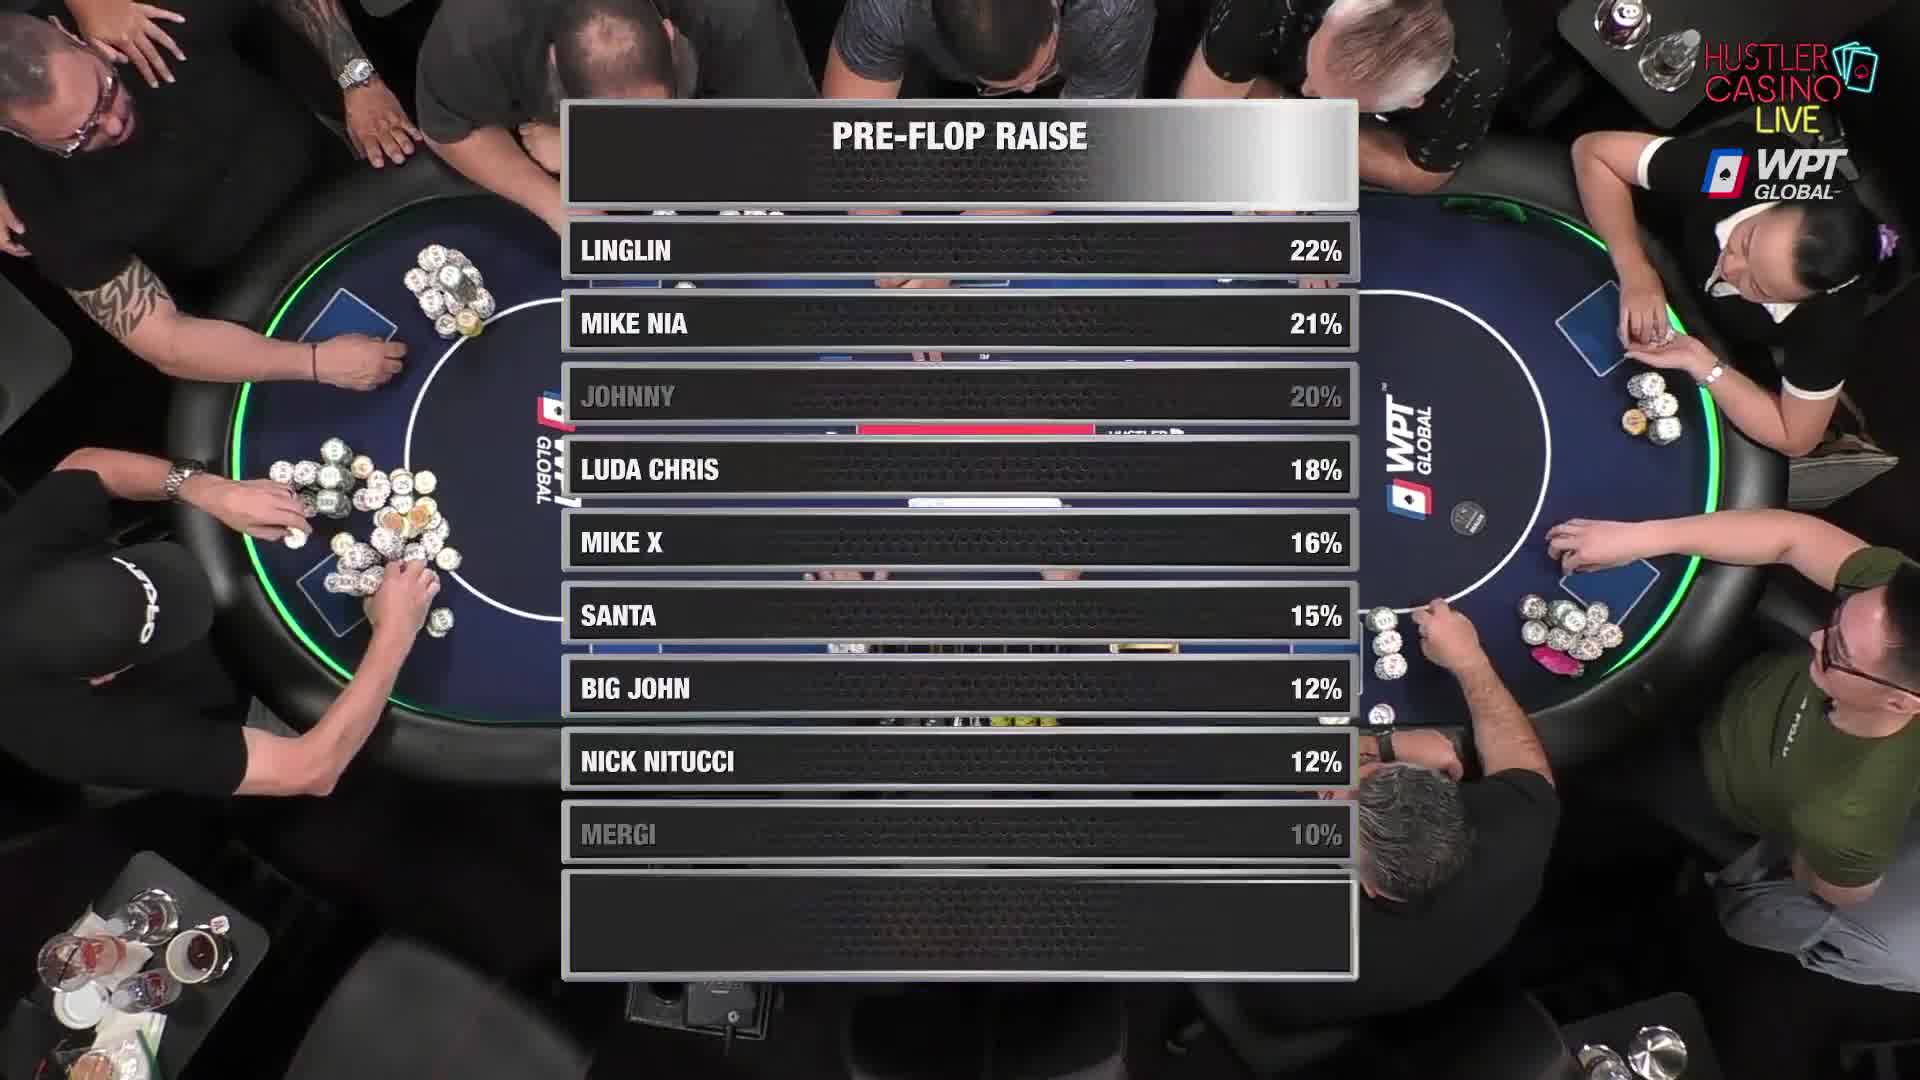 HUSTLER
CASINO
LIVE
WPT
GLOBAL
PRE-FLOP RAISE
LINGLIN 22%
MIKE NIA 21%
JOHNNY 20%
LUDA CHRIS 18%
MIKE X 16%
SANTA 15%
BIG JOHN 12%
NICK NITUCCI 12%
MERGI 10%
GLOBAL
WPT
GLOBAL